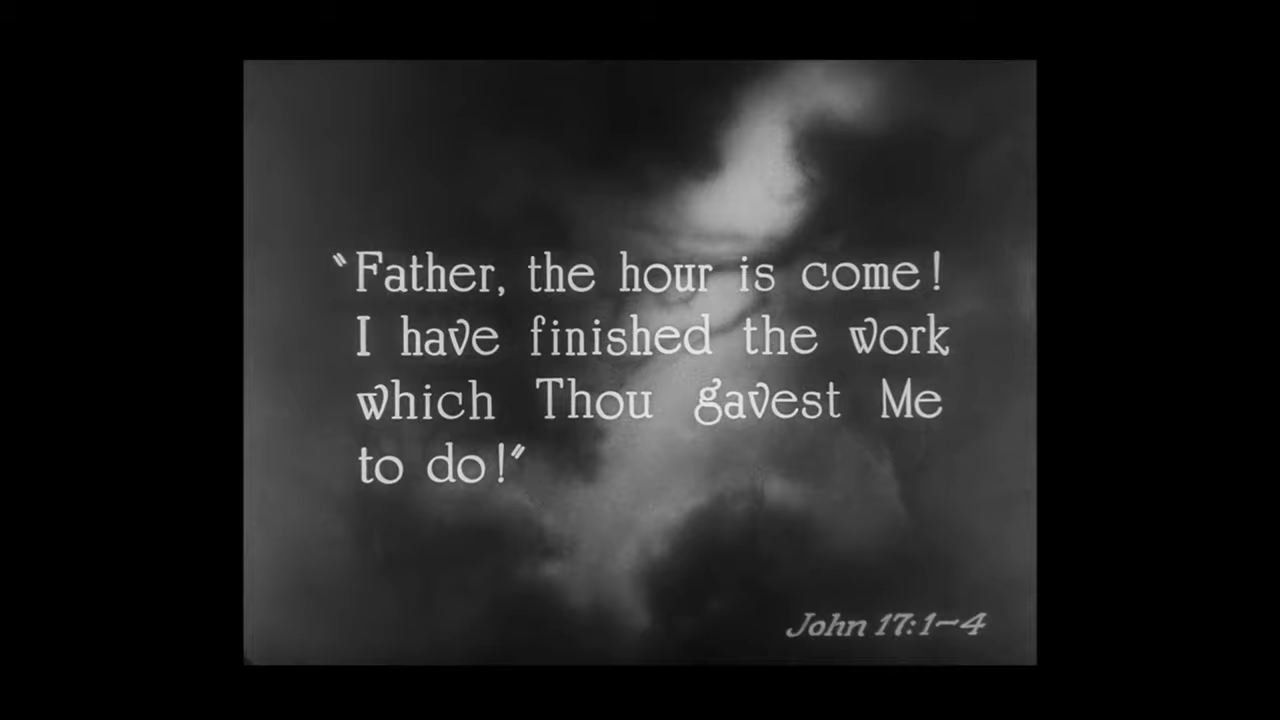 "Father, the hour is come!
I have finished the work
which Thou gavest Me
to do!"
John 17:1-4